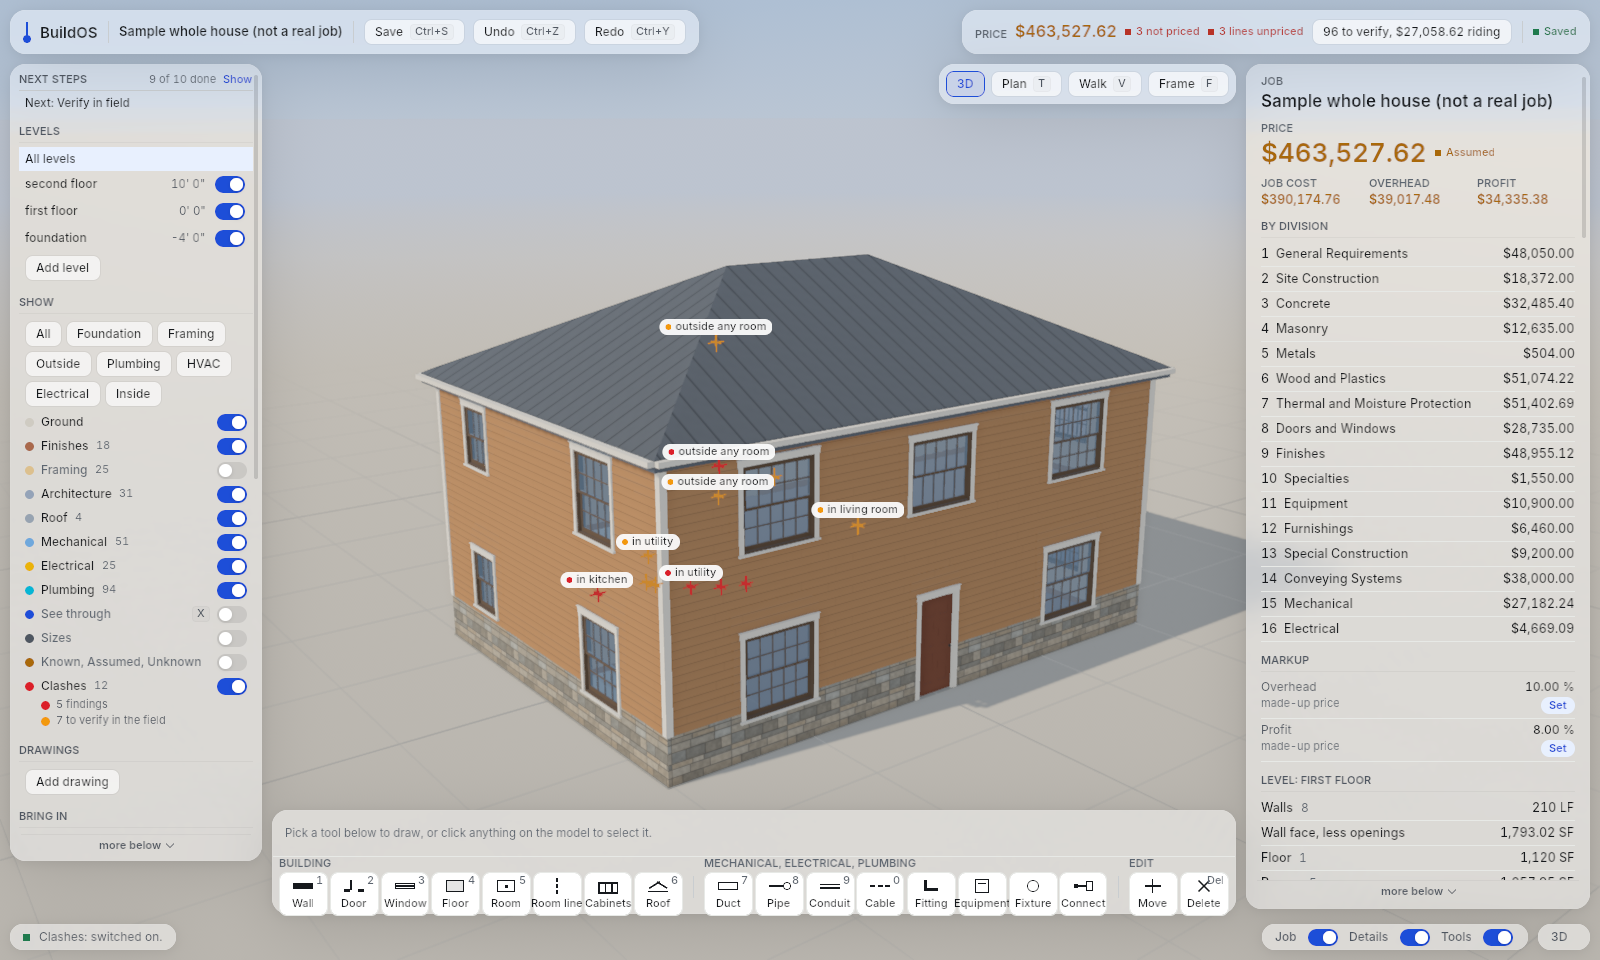 BuildOS
Sample whole house (not a real job)
Save Ctrl+S
Undo Ctrl+Z
Redo Ctrl+Y
PRICE $463,527.62
3 not priced
3 lines unpriced
96 to verify, $27,058.62 riding
Saved
NEXT STEPS 9 of 10 done Show
Next: Verify in field
LEVELS
All levels
second floor 10' 0"
first floor 0' 0"
foundation -4' 0"
Add level
SHOW
All Foundation Framing
Outside Plumbing HVAC
Electrical Inside
Ground
Finishes 18
Framing 25
Architecture 31
Roof 4
Mechanical 51
Electrical 25
Plumbing 94
See through X
Sizes
Known, Assumed, Unknown
Clashes 12
5 findings
7 to verify in the field
DRAWINGS
Add drawing
BRING IN
more below
Clashes: switched on.
3D
Plan T
Walk V
Frame F
outside any room
outside any room
outside any room
in living room
in utility
in utility
in kitchen
Pick a tool below to draw, or click anything on the model to select it.
BUILDING
Wall 1
Door 2
Window 3
Floor 4
Room 5
Room line
Cabinets
Roof 6
MECHANICAL, ELECTRICAL, PLUMBING
Duct 7
Pipe 8
Conduit 9
Cable 0
Fitting
Equipment
Fixture
Connect
EDIT
Move
Delete Del
JOB
Sample whole house (not a real job)
PRICE
$463,527.62 Assumed
JOB COST OVERHEAD PROFIT
$390,174.76 $39,017.48 $34,335.38
BY DIVISION
1 General Requirements $48,050.00
2 Site Construction $18,372.00
3 Concrete $32,485.40
4 Masonry $12,635.00
5 Metals $504.00
6 Wood and Plastics $51,074.22
7 Thermal and Moisture Protection $51,402.69
8 Doors and Windows $28,735.00
9 Finishes $48,955.12
10 Specialties $1,550.00
11 Equipment $10,900.00
12 Furnishings $6,460.00
13 Special Construction $9,200.00
14 Conveying Systems $38,000.00
15 Mechanical $27,182.24
16 Electrical $4,669.09
MARKUP
Overhead 10.00 %
made-up price Set
Profit 8.00 %
made-up price Set
LEVEL: FIRST FLOOR
Walls 8 210 LF
Wall face, less openings 1,793.02 SF
Floor 1 1,120 SF
more below
Job
Details
Tools
3D